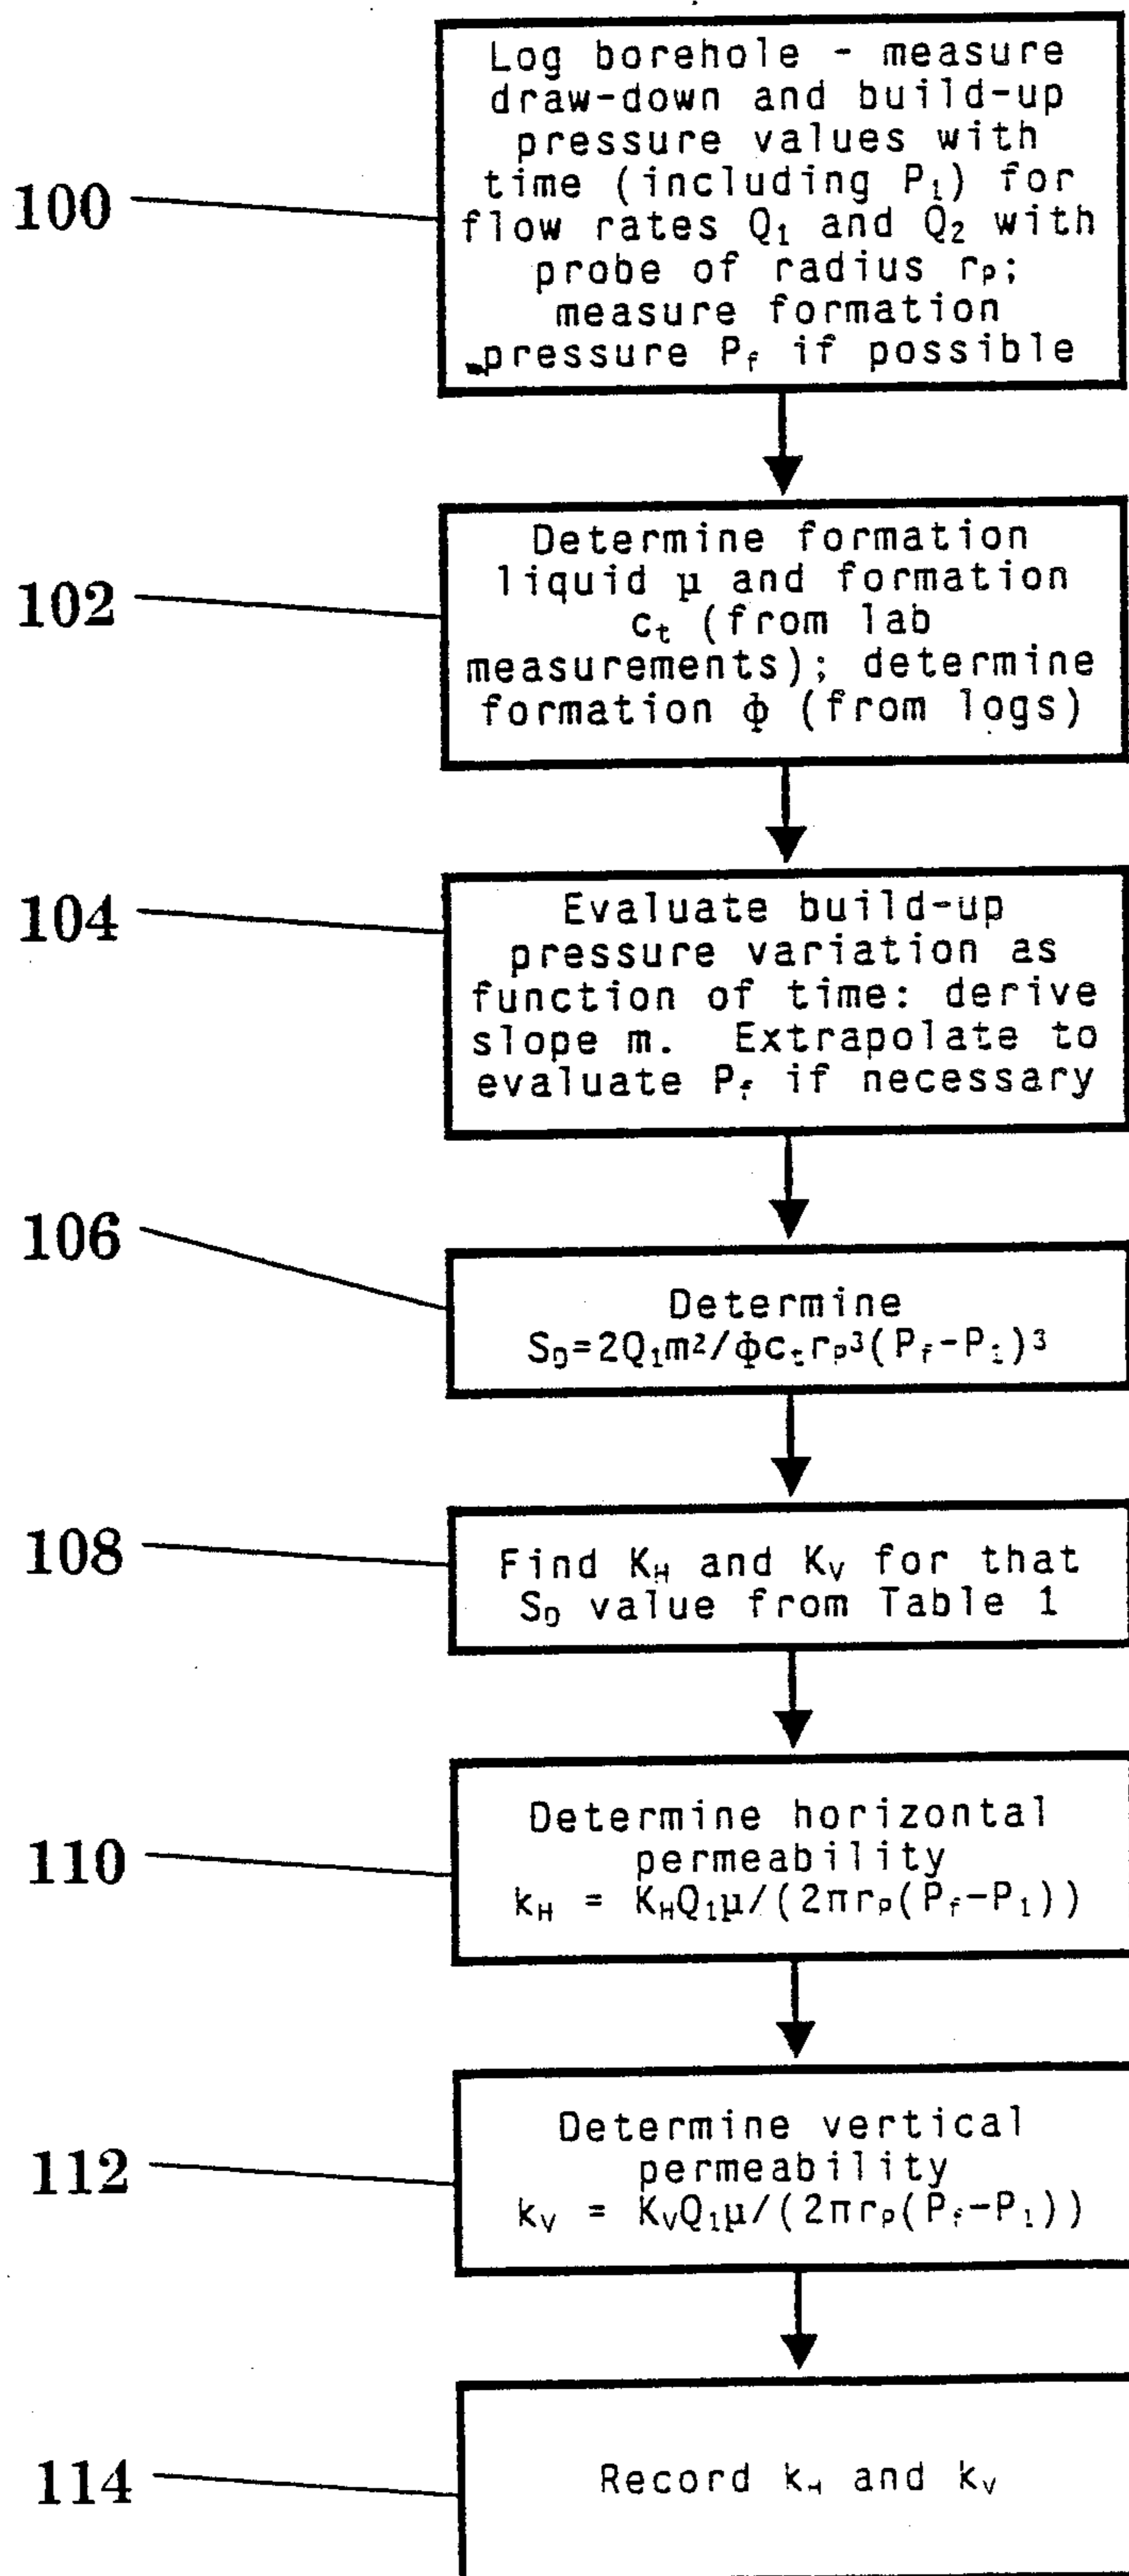 100
Log borehole - measure
draw-down and build-up
pressure values with
time (including P₁) for
flow rates Q₁ and Q₂ with
probe of radius rₚ;
measure formation
pressure P_f if possible
102
Determine formation
liquid μ and formation
cₜ (from lab
measurements); determine
formation Φ (from logs)
104
Evaluate build-up
pressure variation as
function of time: derive
slope m. Extrapolate to
evaluate P_f if necessary
106
Determine
S_D=2Q₁m²/Φcₜrₚ³(P_f-P₁)³
108
Find K_H and K_V for that
S_D value from Table 1
110
Determine horizontal
permeability
k_H = K_HQ₁μ/(2πrₚ(P_f-P₁))
112
Determine vertical
permeability
k_V = K_VQ₁μ/(2πrₚ(P_f-P₁))
114
Record k_H and k_V